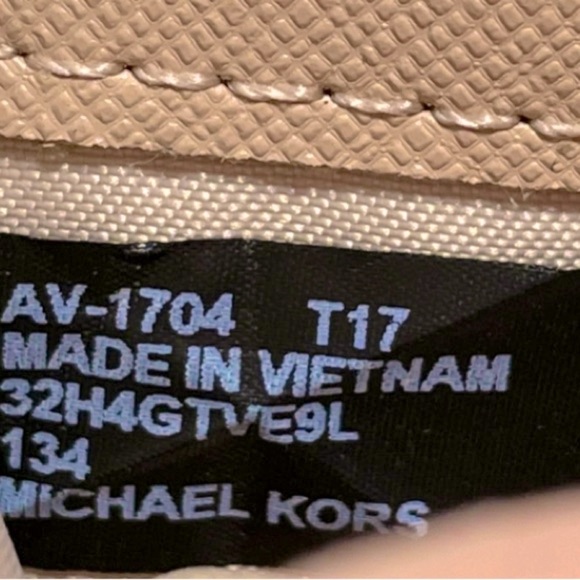 AV-1704 T17
MADE IN VIETNAM
32H4GTVE9L
134
MICHAEL KORS